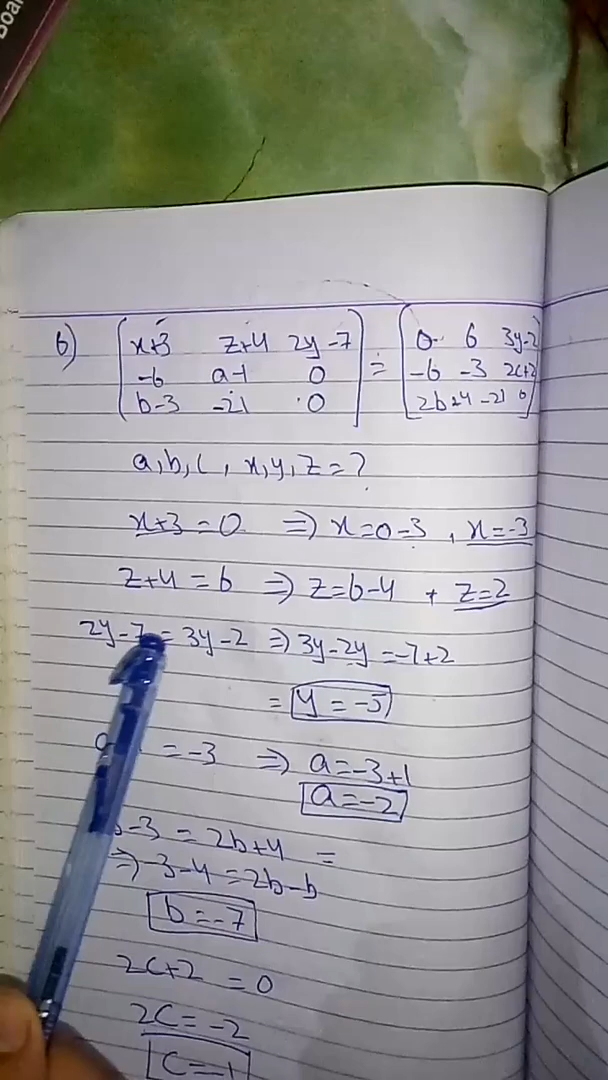 Boa
6) [x+3 z+4 2y-7 = [0 6 3y-2
-6 a-1 0 -6 -3 2c+2
b-3 -21 0] 2b+4 -21 0]
a,b,c, x,y,z=?
x+3=0 ⇒ x=0-3, x=-3
z+4=6 ⇒ z=6-4, z=2
2y-7=3y-2 ⇒ 3y-2y=-7+2
= y=-5
a = -3 ⇒ a=-3+1
a=-2
b-3=2b+4 =
⇒ -3-4=2b-b
b=-7
2c+2=0
2c=-2
c=-1